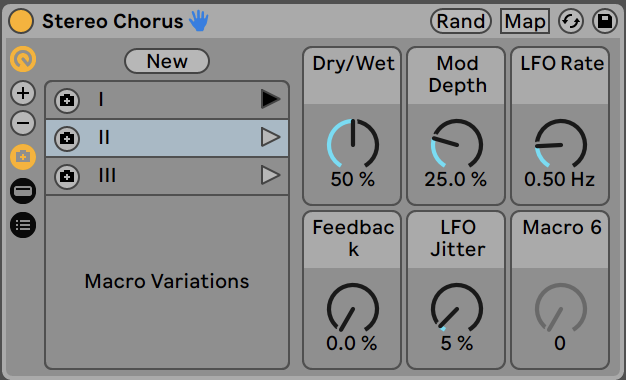 Stereo Chorus
Rand
Map
New
I
II
III
Macro Variations
Dry/Wet
50 %
Mod
Depth
25.0 %
LFO Rate
0.50 Hz
Feedbac
k
0.0 %
LFO
Jitter
5 %
Macro 6
0